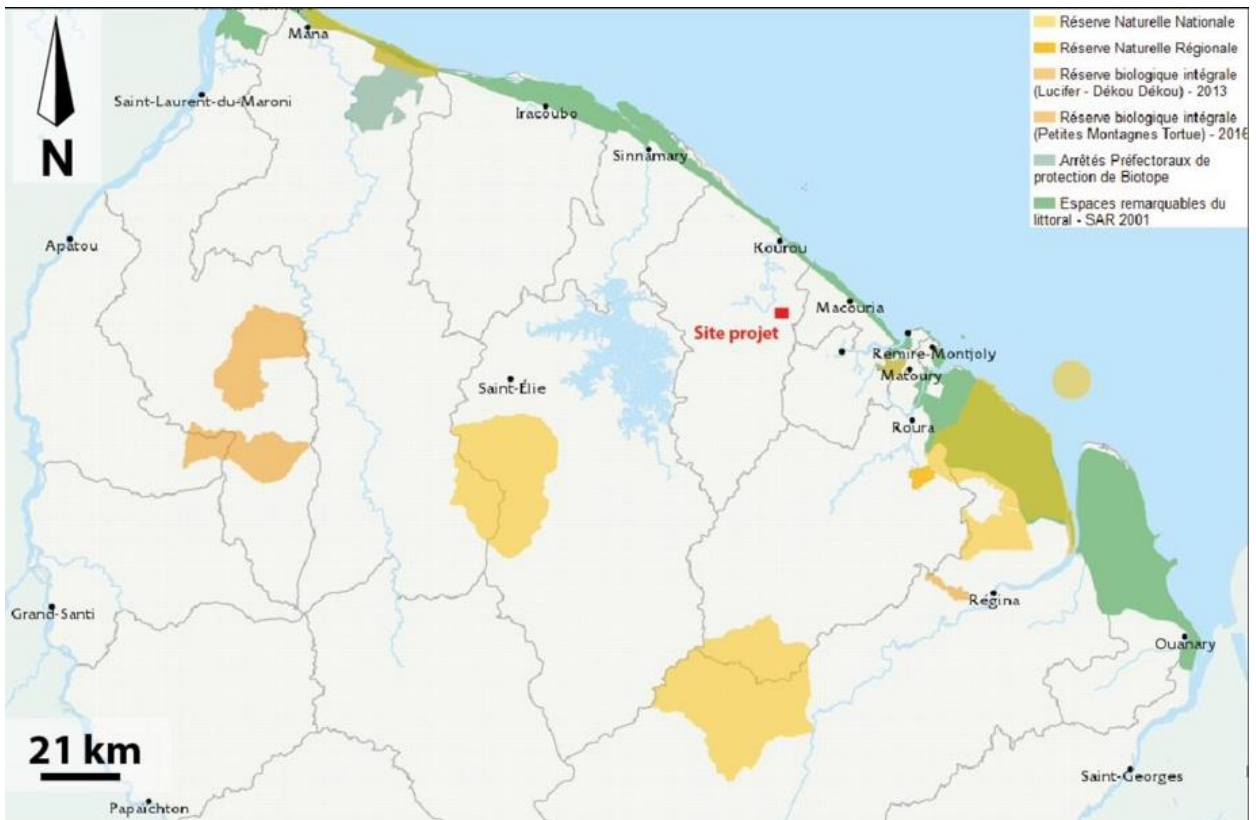 Mana
Saint-Laurent-du-Maroni
Iracoubo
Sinnamary
N
Apatou
Kourou
Macouria
Site projet
Rémire-Montjoly
Matoury
Saint-Élie
Roura
Grand-Santi
Régina
Ouanary
21 km
Saint-Georges
Papaïchton
Réserve Naturelle Nationale
Réserve Naturelle Régionale
Réserve biologique intégrale
(Lucifer - Dékou Dékou) - 2013
Réserve biologique intégrale
(Petites Montagnes Tortue) - 2016
Arrêtés Préfectoraux de
protection de Biotope
Espaces remarquables du
littoral - SAR 2001